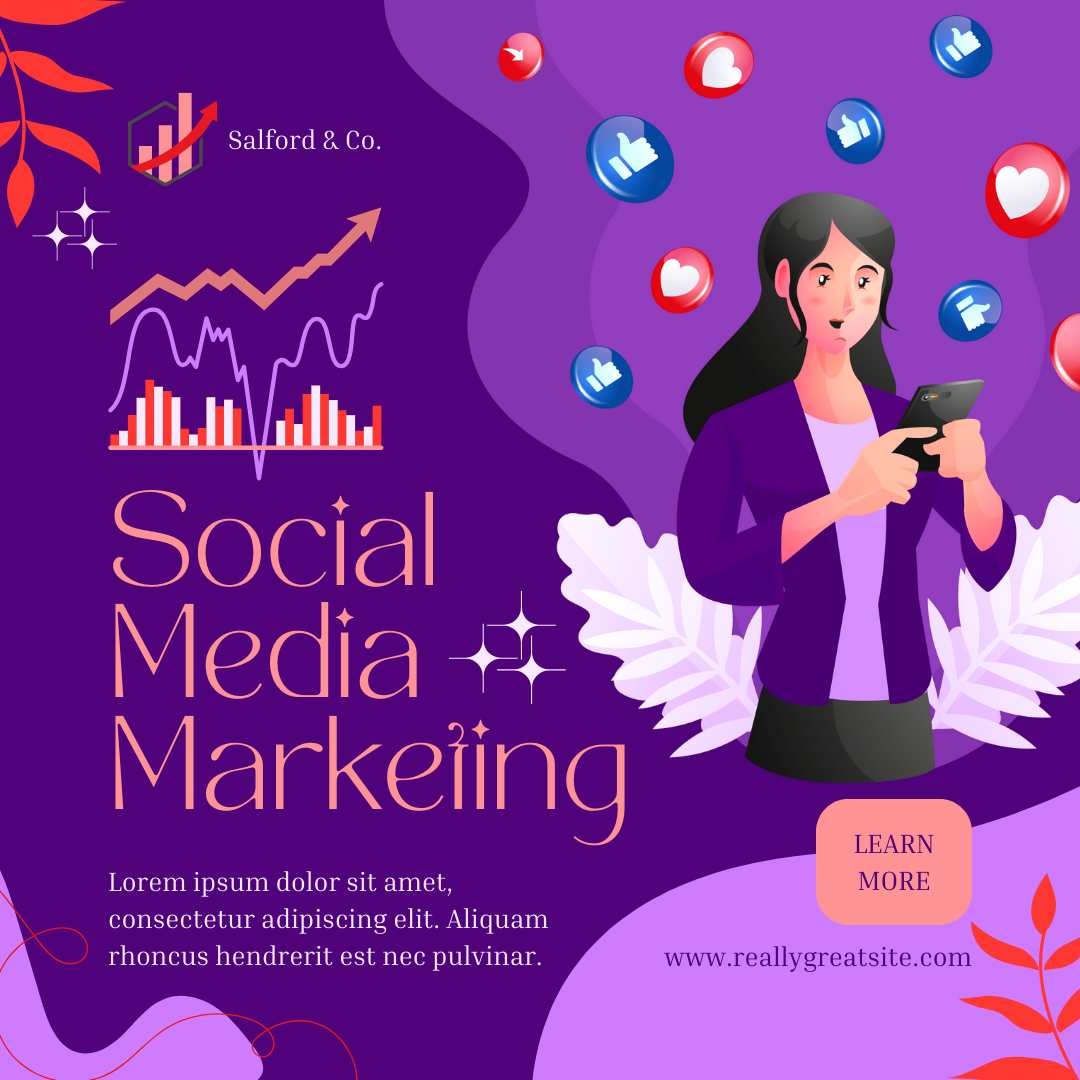 Salford & Co.
Social
Media
Marketing
Lorem ipsum dolor sit amet,
consectetur adipiscing elit. Aliquam
rhoncus hendrerit est nec pulvinar.
LEARN
MORE
www.reallygreatsite.com